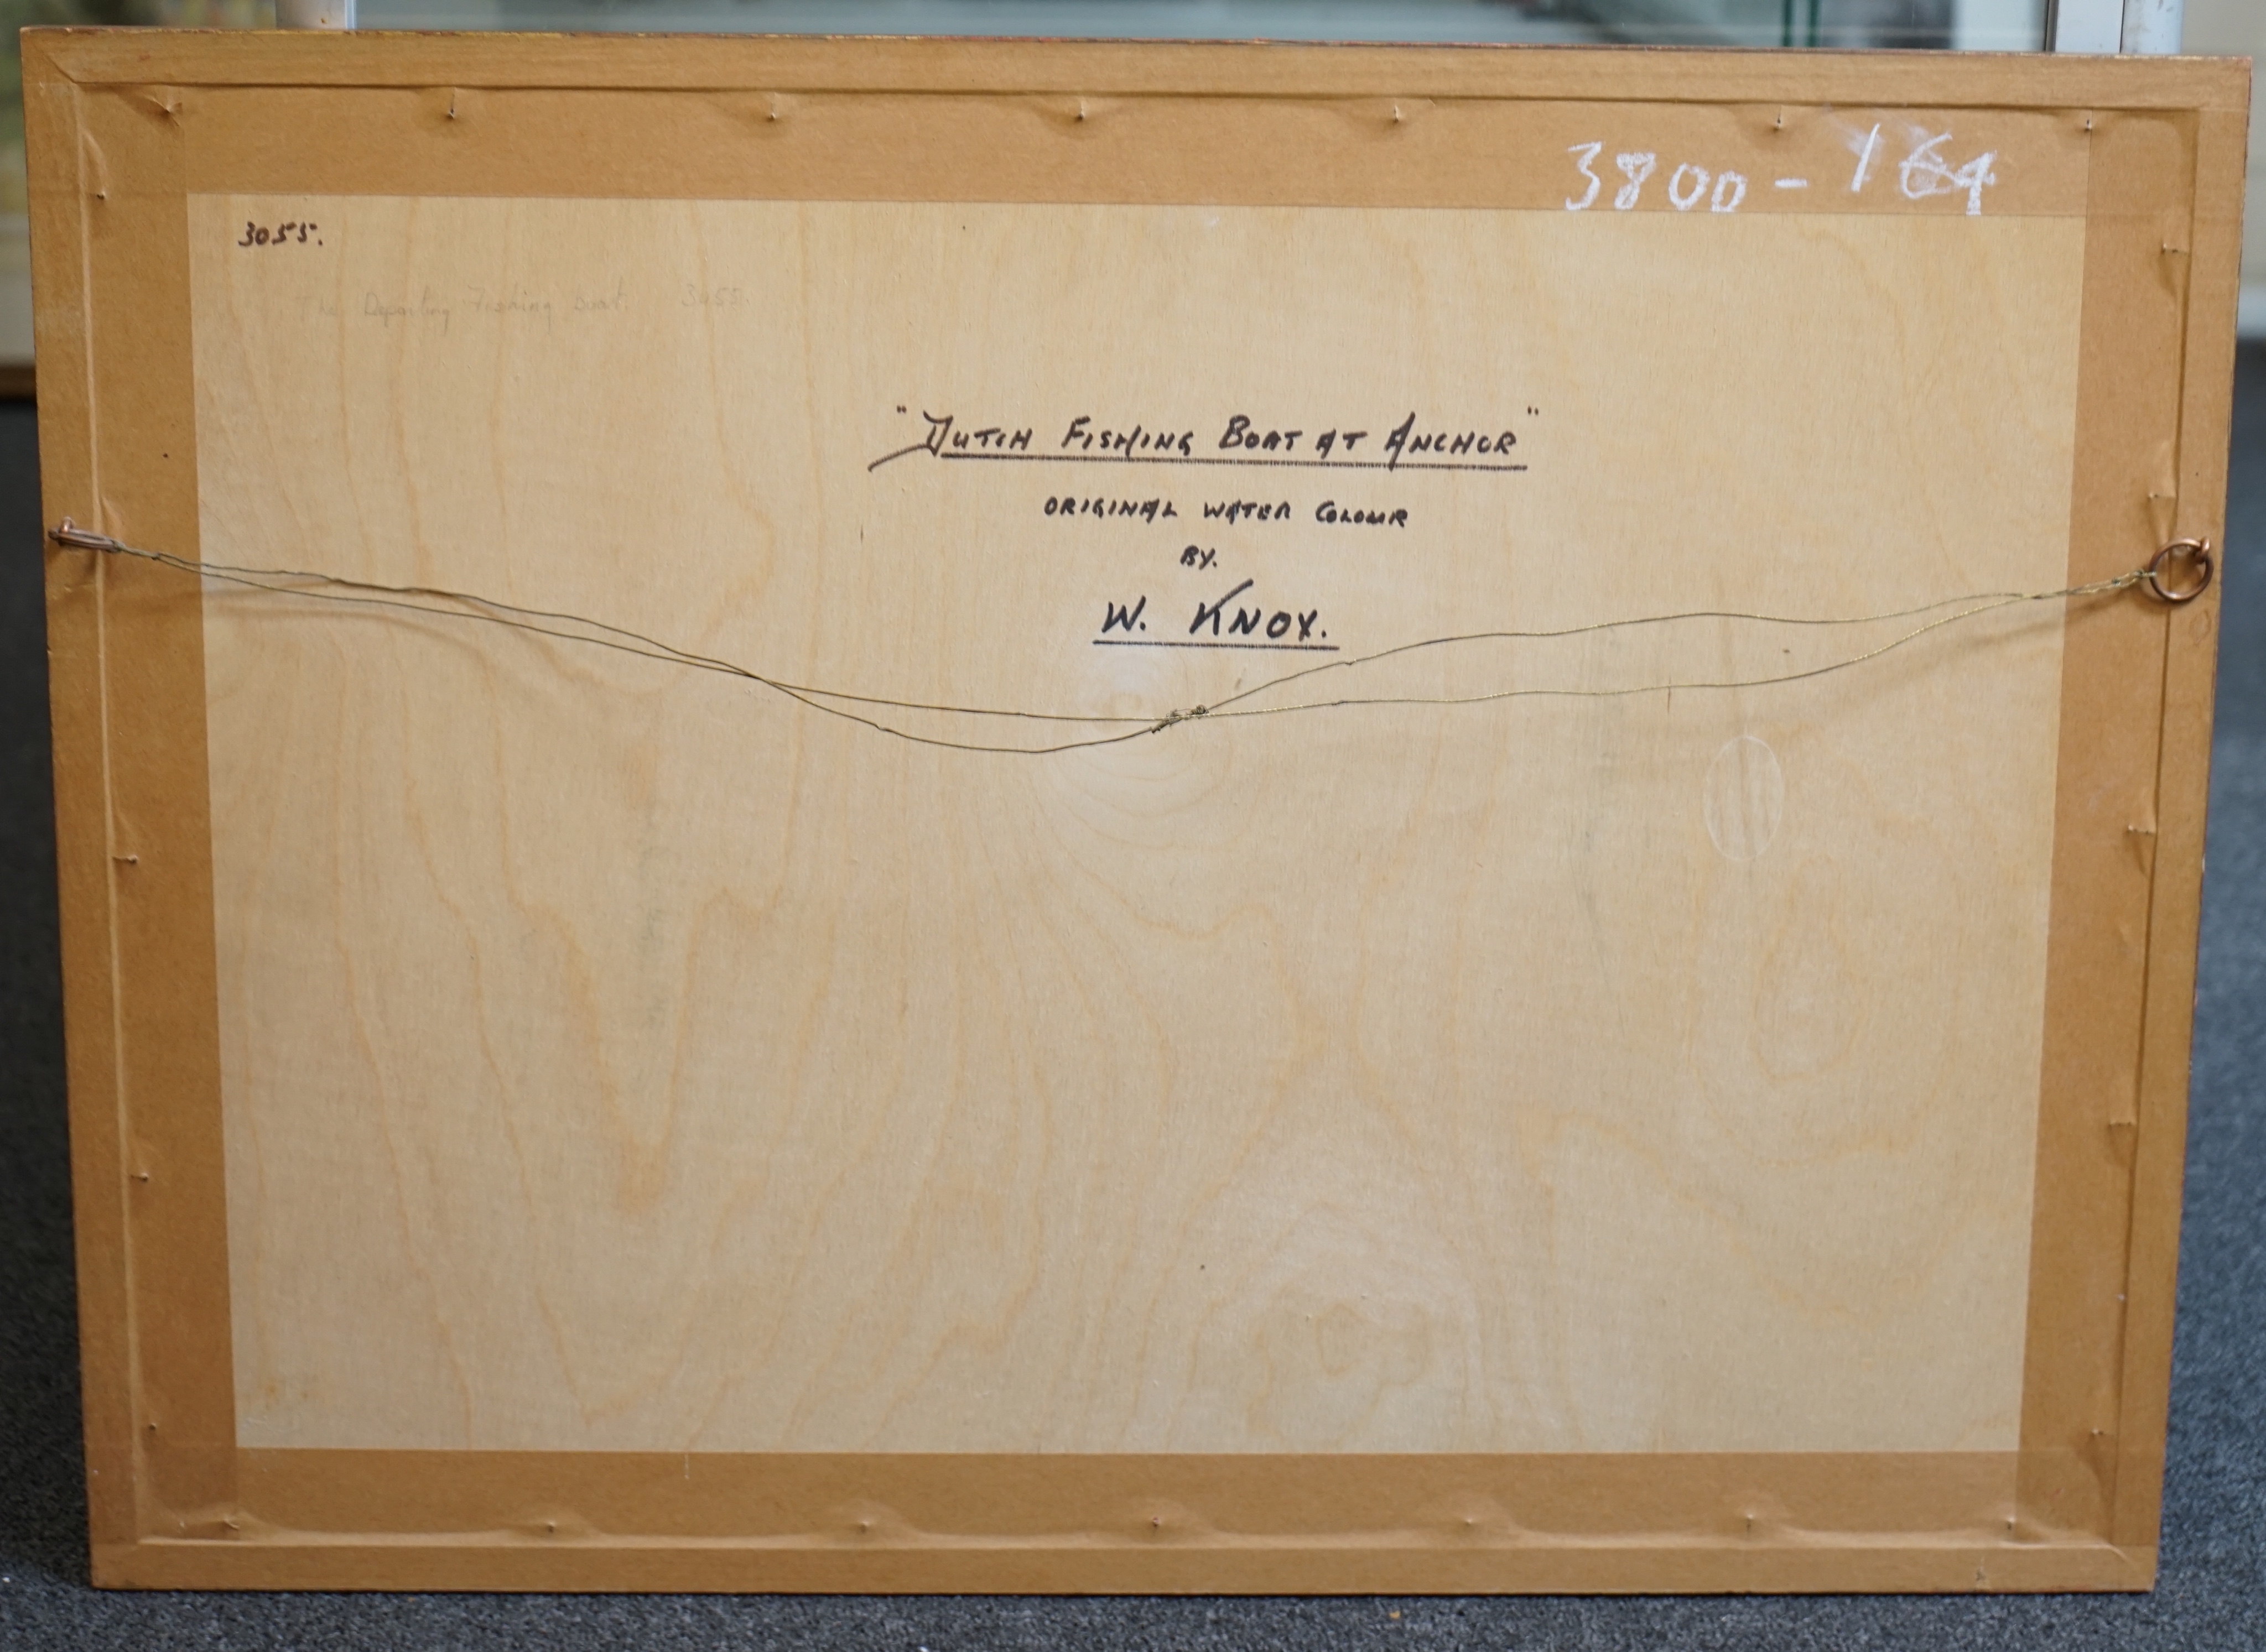 3800 - 164
3055.
The Departing Fishing Boat. 3055.
"Dutch Fishing Boat at Anchor"
ORIGINAL WATER COLOUR
BY.
W. KNOX.